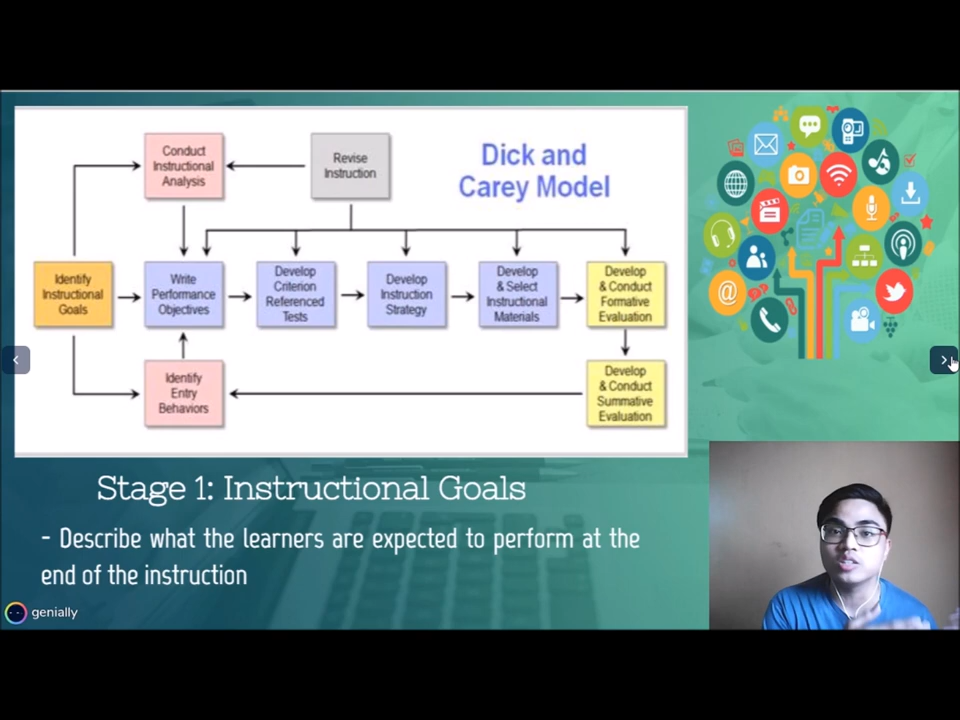 Dick and
Carey Model
Conduct
Instructional
Analysis
Revise
Instruction
Identify
Instructional
Goals
Write
Performance
Objectives
Develop
Criterion
Referenced
Tests
Develop
Instruction
Strategy
Develop
& Select
Instructional
Materials
Develop
& Conduct
Formative
Evaluation
Identify
Entry
Behaviors
Develop
& Conduct
Summative
Evaluation
Stage 1: Instructional Goals
- Describe what the learners are expected to perform at the
end of the instruction
genially